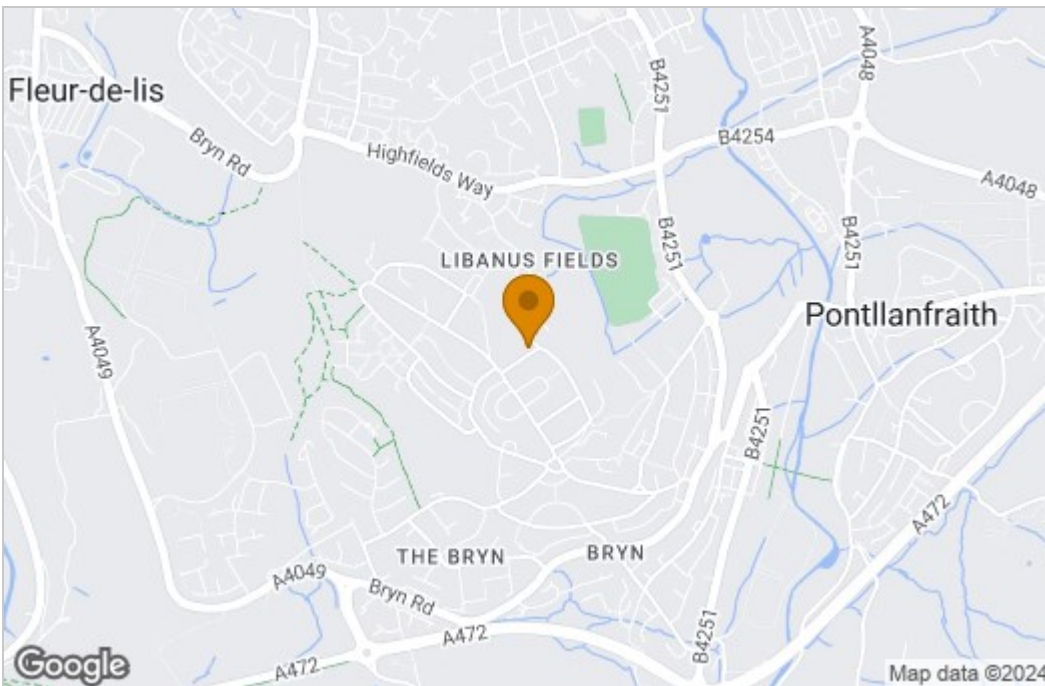 Fleur-de-lis
Bryn Rd
B4251
A4048
B4254
Highfields Way
A4048
B4251
B4251
LIBANUS FIELDS
Pontllanfraith
A4049
B4251
A472
THE BRYN
BRYN
A4049
Bryn Rd
A472
A472
B4251
Google
Map data ©2024